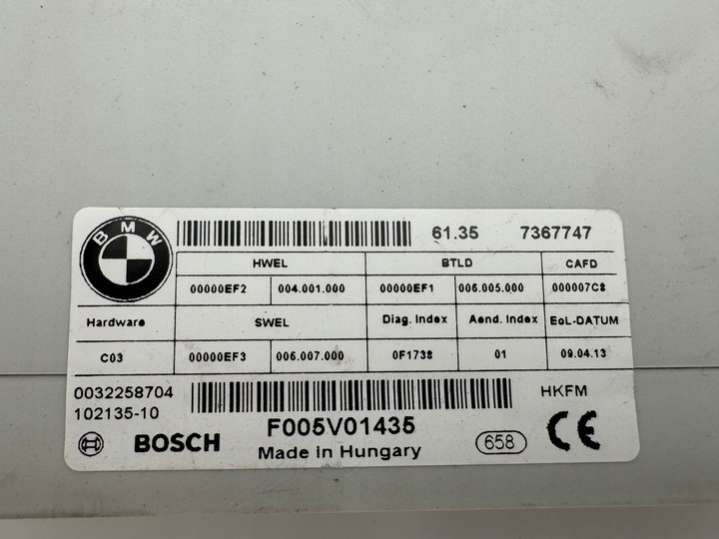 BMW
61.35 7367747
HWEL BTLD CAFD
00000EF2 004.001.000 00000EF1 006.005.000 000007C8
Hardware SWEL Diag. Index Aend. Index EoL-DATUM
C03 00000EF3 006.007.000 0F1738 01 09.04.13
0032258704 HKFM
102135-10
BOSCH F005V01435 658 CE
Made in Hungary